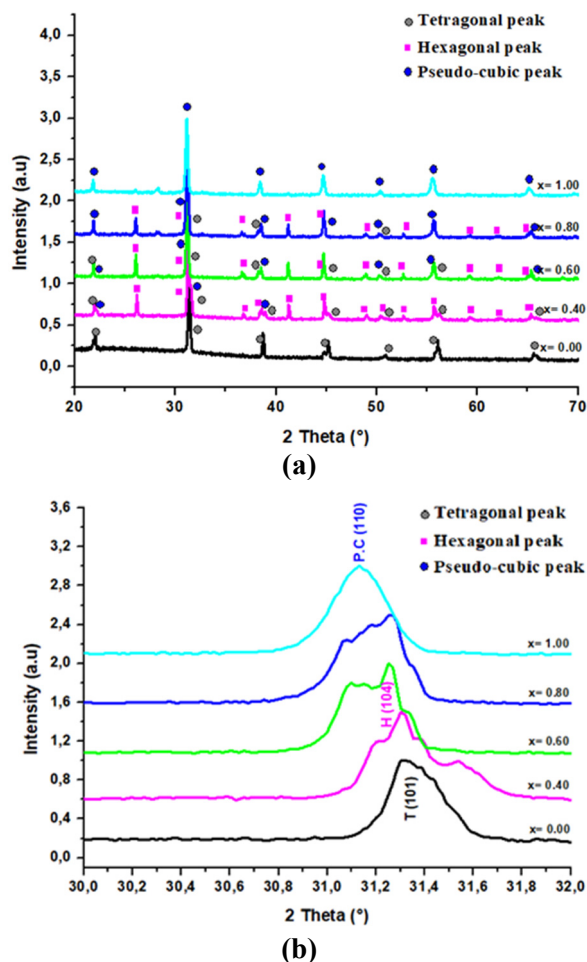 Tetragonal peak
Hexagonal peak
Pseudo-cubic peak
4,0
3,5
3,0
2,5
2,0
1,5
1,0
0,5
0,0
Intensity (a.u)
x= 1.00
x= 0.80
x= 0.60
x= 0.40
x= 0.00
20 30 40 50 60 70
2 Theta (°)
(a)
Tetragonal peak
Hexagonal peak
Pseudo-cubic peak
3,6
3,2
2,8
2,4
2,0
1,6
1,2
0,8
0,4
0,0
Intensity (a.u)
P.C (110)
H (104)
T (101)
x= 1.00
x= 0.80
x= 0.60
x= 0.40
x= 0.00
30,0 30,2 30,4 30,6 30,8 31,0 31,2 31,4 31,6 31,8 32,0
2 Theta (°)
(b)